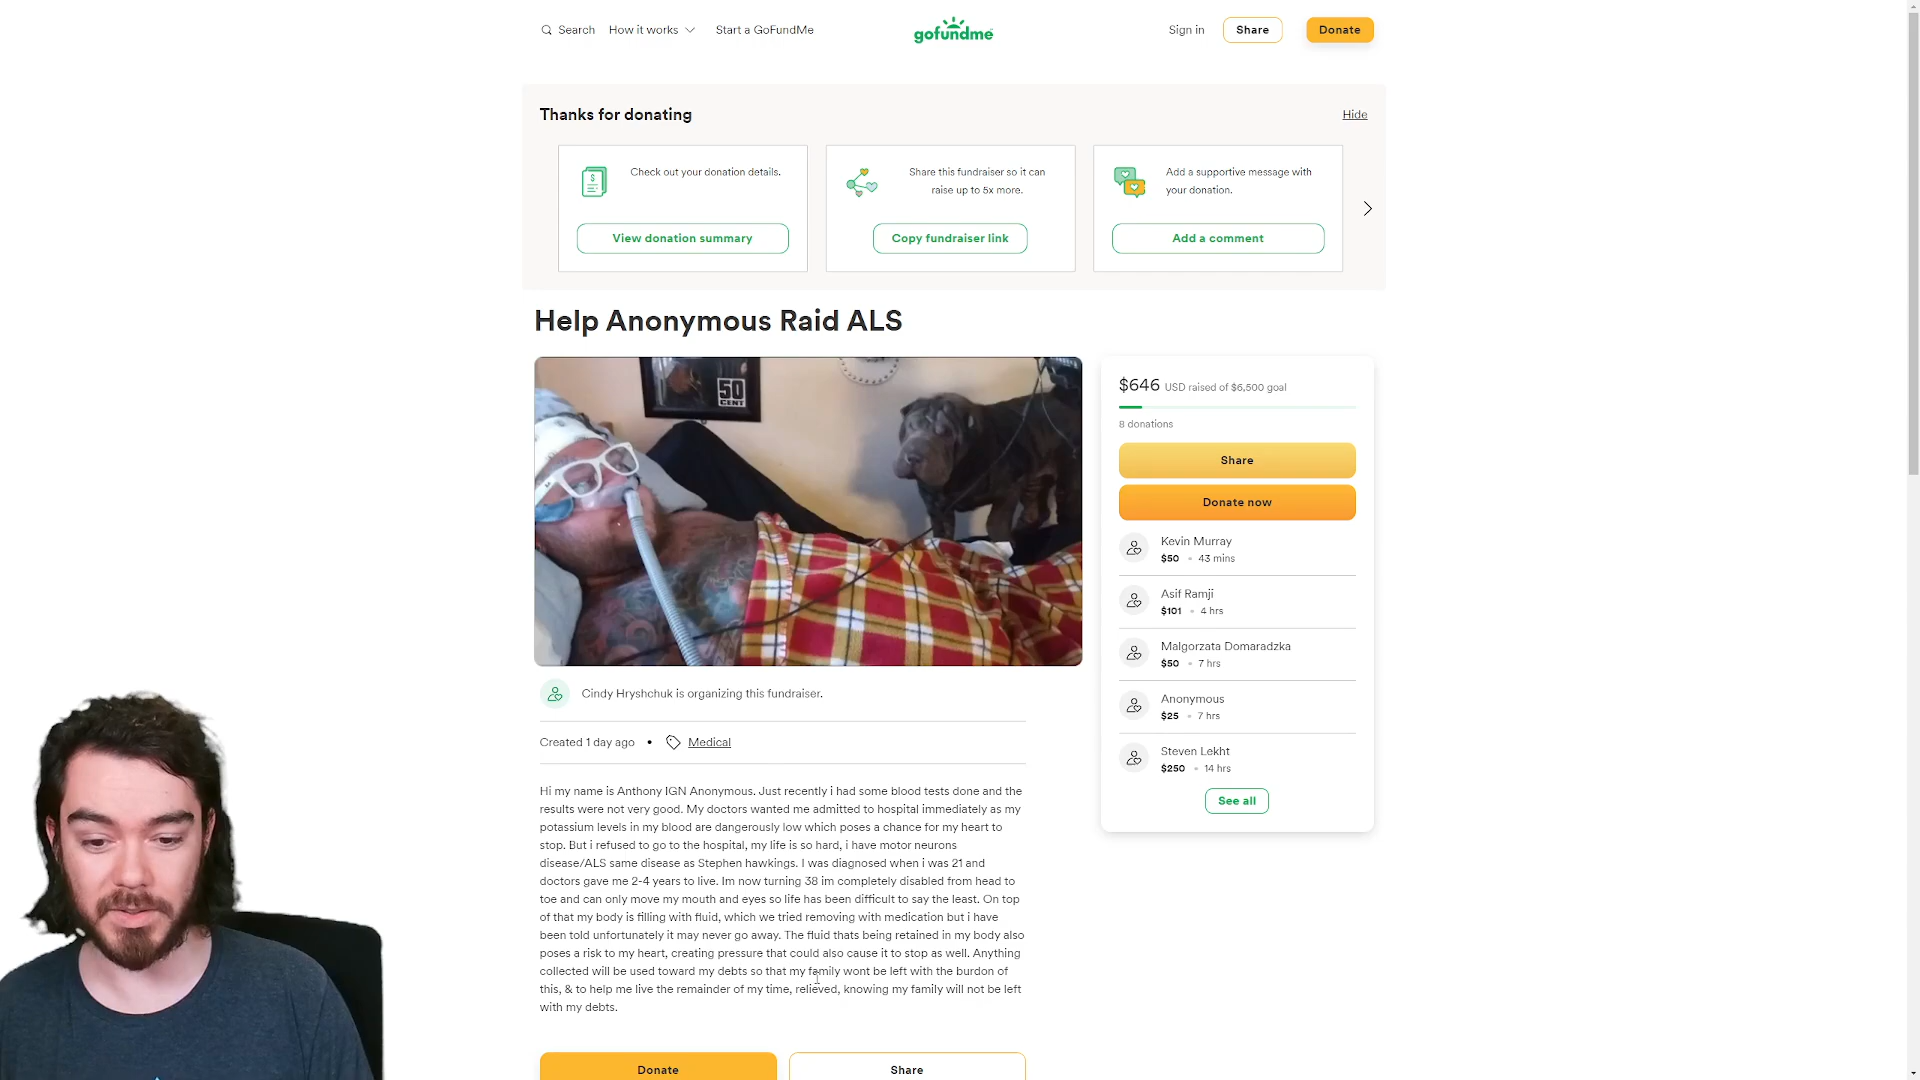 Search How it works Start a GoFundMe
gofundme
Sign in Share Donate
Thanks for donating
Hide
Check out your donation details.
View donation summary
Share this fundraiser so it can
raise up to 5x more.
Copy fundraiser link
Add a supportive message with
your donation.
Add a comment
Help Anonymous Raid ALS
50
CENT
$646 USD raised of $6,500 goal
8 donations
Share
Donate now
Kevin Murray
$50 • 43 mins
Asif Ramji
$101 • 4 hrs
Malgorzata Domaradzka
$50 • 7 hrs
Anonymous
$25 • 7 hrs
Steven Lekht
$250 • 14 hrs
See all
Cindy Hryshchuk is organizing this fundraiser.
Created 1 day ago • Medical
Hi my name is Anthony IGN Anonymous. Just recently i had some blood tests done and the
results were not very good. My doctors wanted me admitted to hospital immediately as my
potassium levels in my blood are dangerously low which poses a chance for my heart to
stop. But i refused to go to the hospital, my life is so hard, i have motor neurons
disease/ALS same disease as Stephen hawkings. I was diagnosed when i was 21 and
doctors gave me 2-4 years to live. Im now turning 38 im completely disabled from head to
toe and can only move my mouth and eyes so life has been difficult to say the least. On top
of that my body is filling with fluid, which we tried removing with medication but i have
been told unfortunately it may never go away. The fluid thats being retained in my body also
poses a risk to my heart, creating pressure that could also cause it to stop as well. Anything
collected will be used toward my debts so that my family wont be left with the burdon of
this, & to help me live the remainder of my time, relieved, knowing my family will not be left
with my debts.
Donate
Share